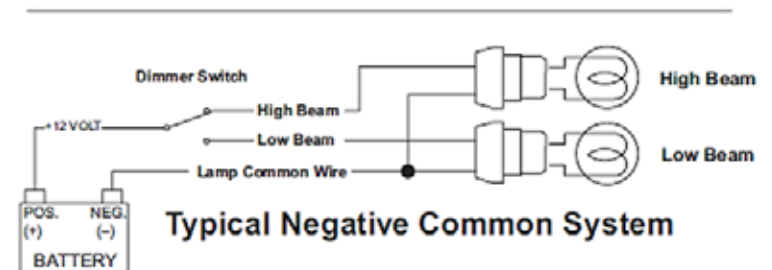 Dimmer Switch
High Beam
+12 VOLT
High Beam
Low Beam
Low Beam
Lamp Common Wire
POS.
(+)
NEG.
(–)
BATTERY
Typical Negative Common System